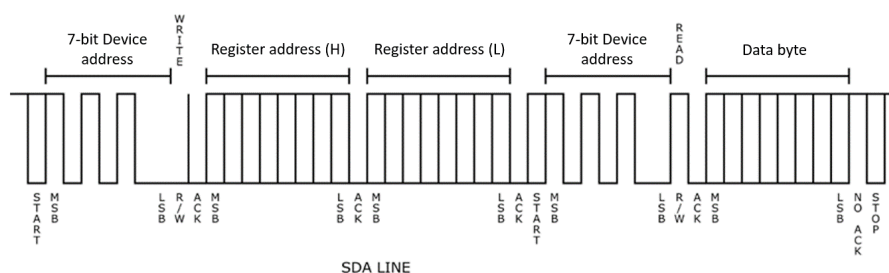 WRITE
READ
7-bit Device
address
Register address (H)
Register address (L)
7-bit Device
address
Data byte
START
MSB
LSB
R/W
ACK
MSB
LSB
ACK
MSB
LSB
ACK
START
MSB
LSB
R/W
ACK
MSB
LSB
NO ACK
STOP
SDA LINE